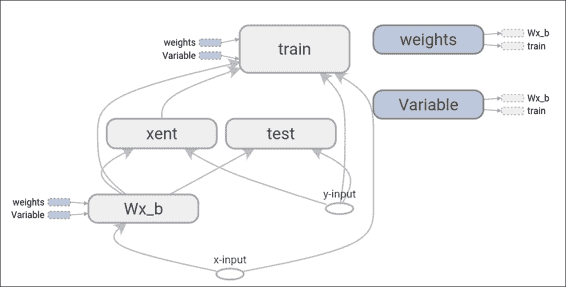 weights
Variable
train
weights
Wx_b
train
Variable
Wx_b
train
xent
test
y-input
weights
Variable
Wx_b
x-input